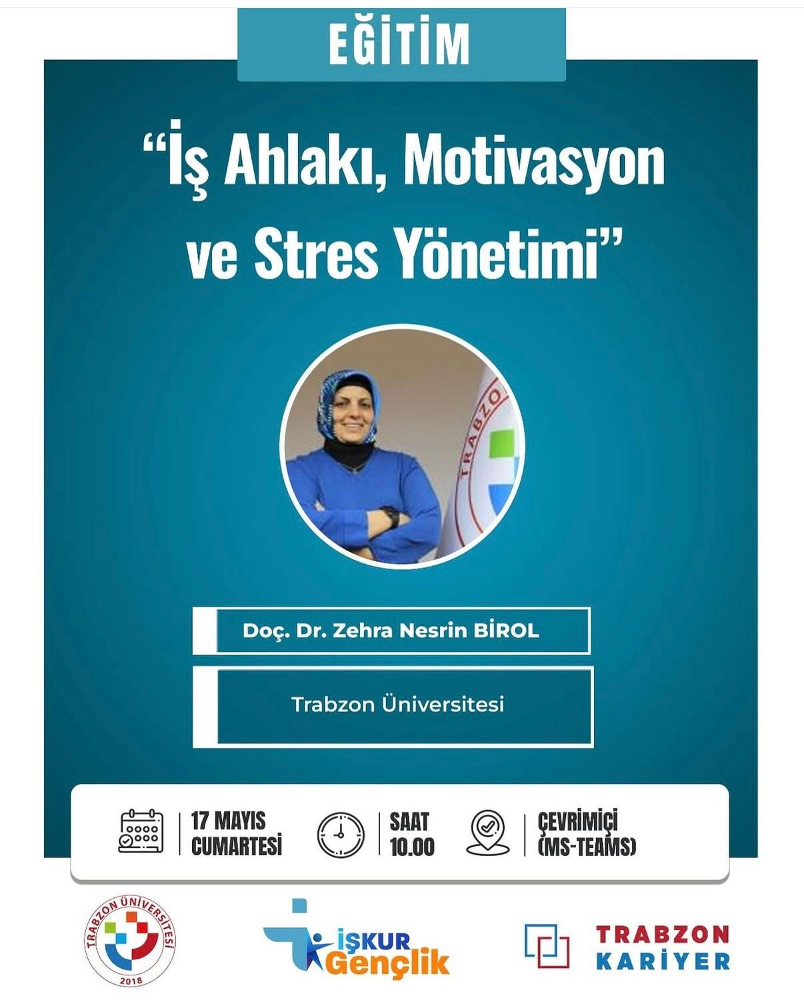 EĞİTİM
“İş Ahlakı, Motivasyon
ve Stres Yönetimi”
TRABZO
Doç. Dr. Zehra Nesrin BİROL
Trabzon Üniversitesi
17 MAYIS
CUMARTESİ
SAAT
10.00
ÇEVRİMİÇİ
(MS-TEAMS)
TRABZON ÜNİVERSİTESİ
2018
İŞKUR
Gençlik
TRABZON
KARİYER